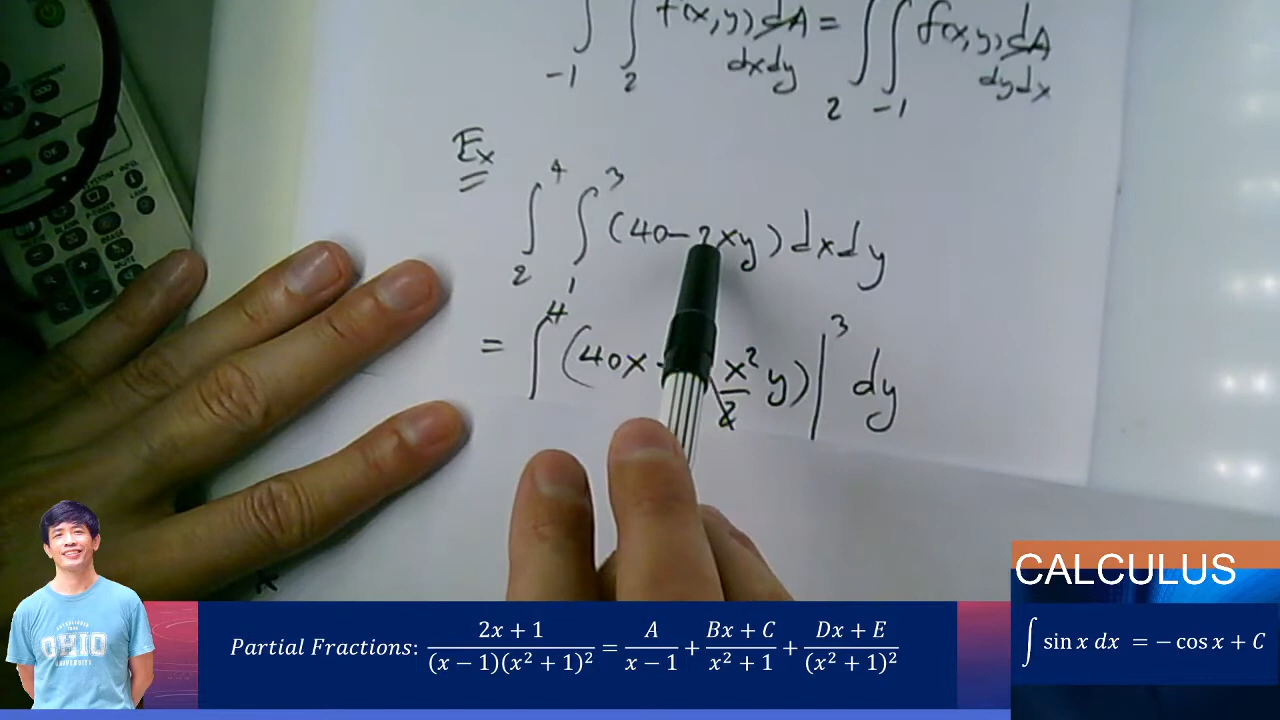 ∫₋₁ ∫₂ f(x,y) dA = ∫₂ ∫₋₁ f(x,y) dA
dxdy dydx
Ex
∫₂⁴ ∫₁³ (40-2xy) dxdy
= ∫⁴ (40x - x²/2 y) |³ dy
OHIO
UNIVERSITY
Partial Fractions: (2x + 1)/((x − 1)(x² + 1)²) = A/(x − 1) + (Bx + C)/(x² + 1) + (Dx + E)/(x² + 1)²
CALCULUS
∫ sin x dx = − cos x + C